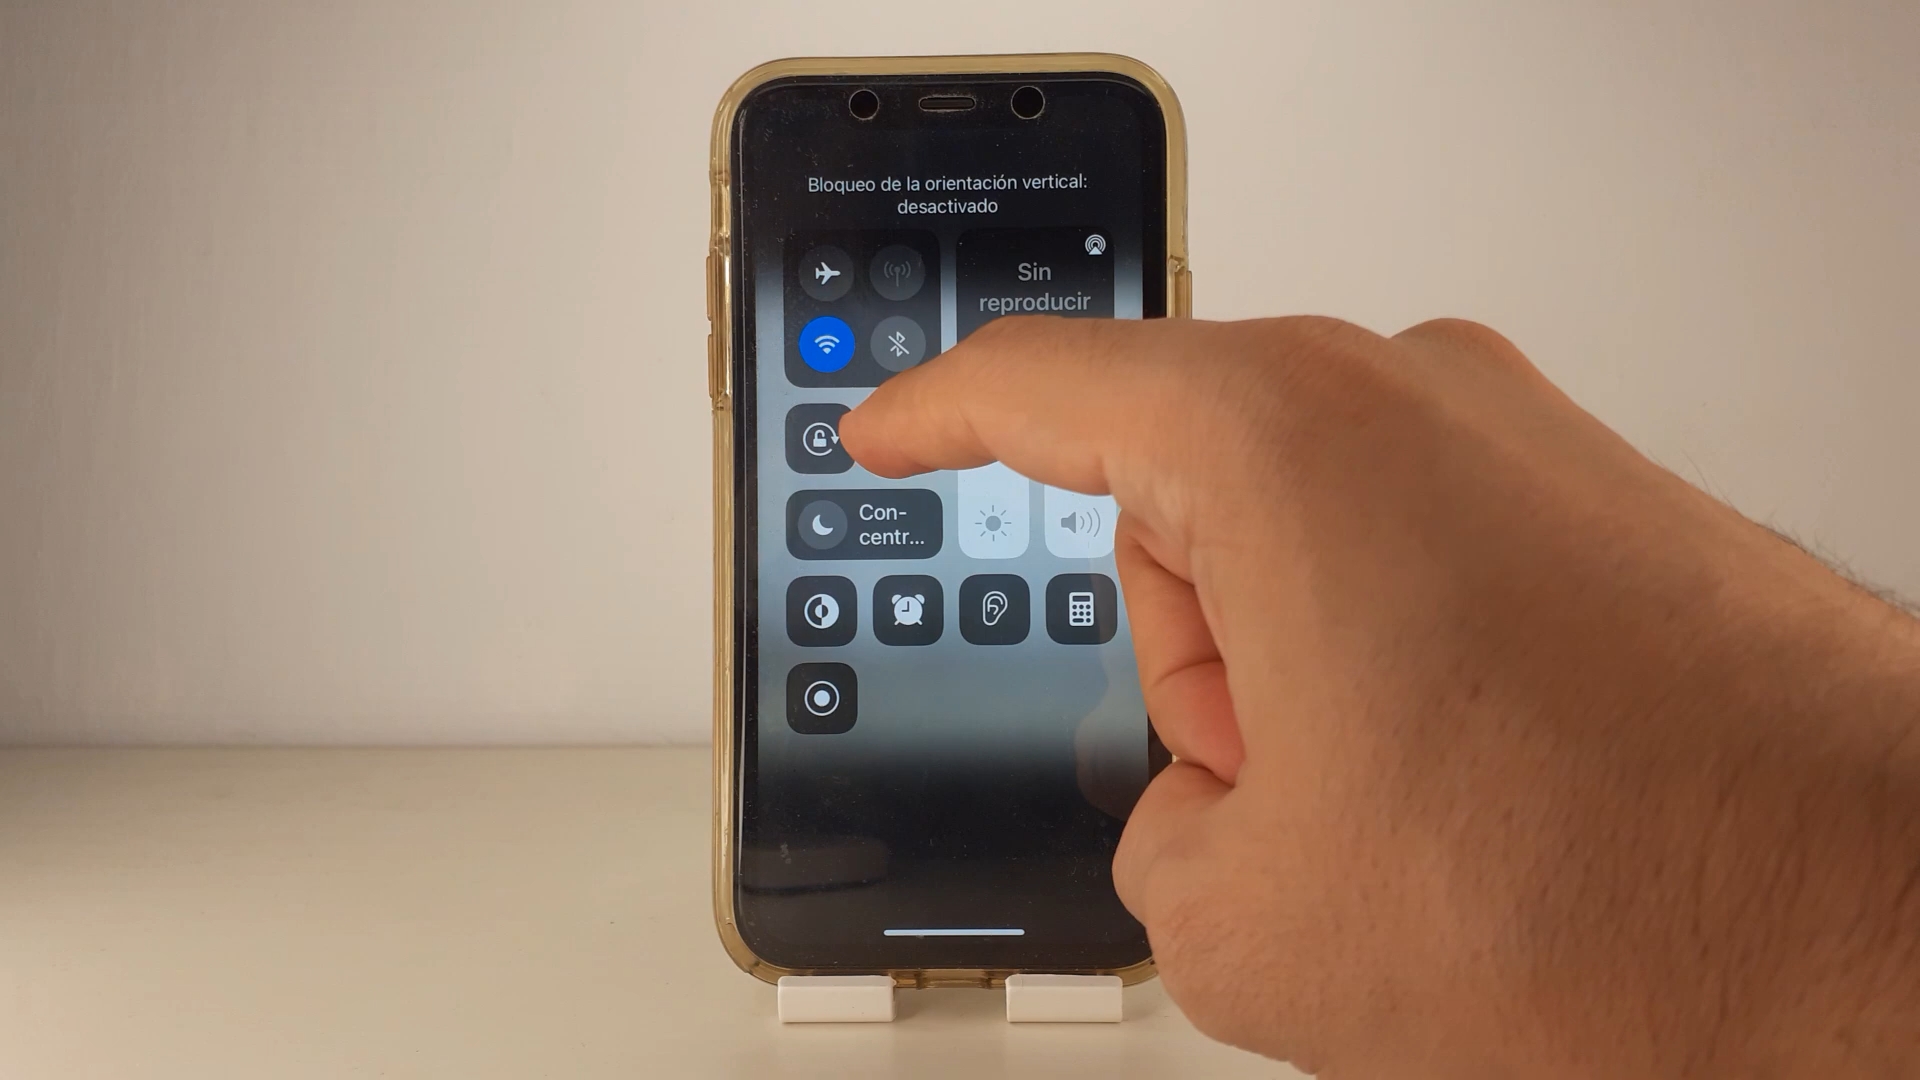 Bloqueo de la orientación vertical:
desactivado
Sin
reproducir
Con-
centr...